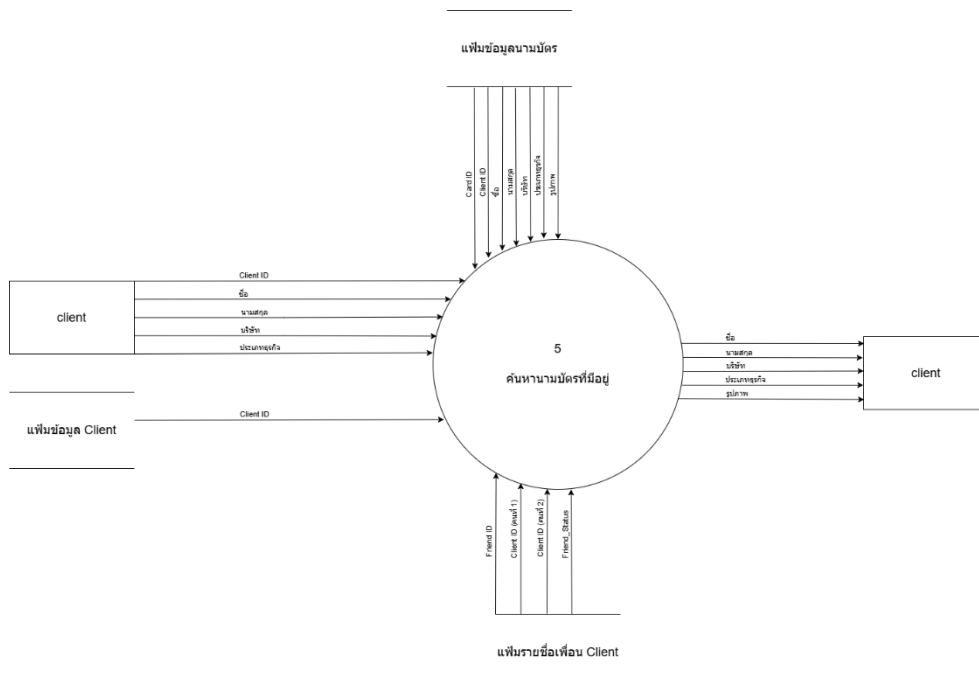 แฟ้มข้อมูลนามบัตร
Card ID
Client ID
ชื่อ
นามสกุล
บริษัท
ประเภทธุรกิจ
รูปภาพ
client
Client ID
ชื่อ
นามสกุล
บริษัท
ประเภทธุรกิจ
5
ค้นหานามบัตรที่มีอยู่
ชื่อ
นามสกุล
บริษัท
ประเภทธุรกิจ
รูปภาพ
client
แฟ้มข้อมูล Client
Client ID
Friend ID
Client ID (คนที่ 1)
Client ID (คนที่ 2)
Friend_Status
แฟ้มรายชื่อเพื่อน Client